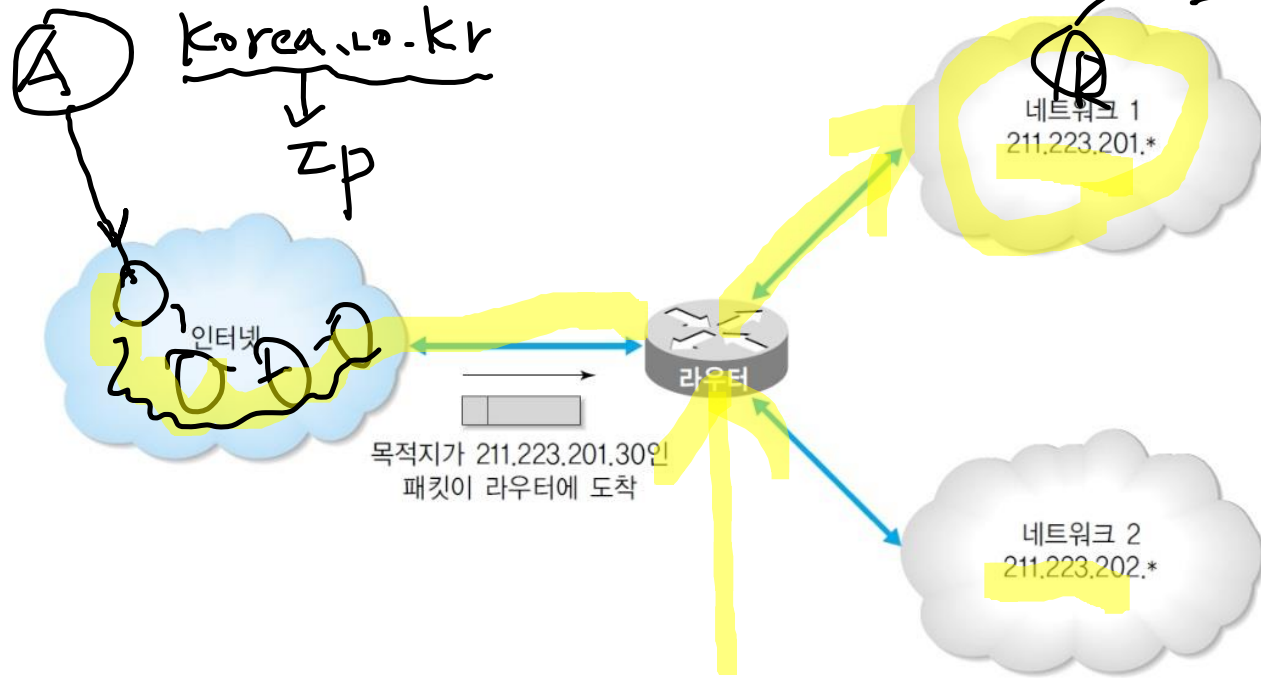 A
Korea.co.kr
IP
네트워크 1
211.223.201.*
인터넷
라우터
목적지가 211.223.201.30인
패킷이 라우터에 도착
네트워크 2
211.223.202.*